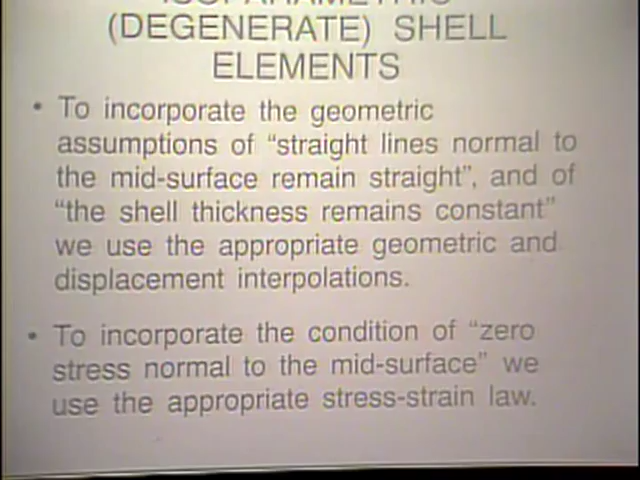 ISOPARAMETRIC
(DEGENERATE) SHELL
ELEMENTS
• To incorporate the geometric
assumptions of “straight lines normal to
the mid-surface remain straight”, and of
“the shell thickness remains constant”
we use the appropriate geometric and
displacement interpolations.
• To incorporate the condition of “zero
stress normal to the mid-surface” we
use the appropriate stress-strain law.